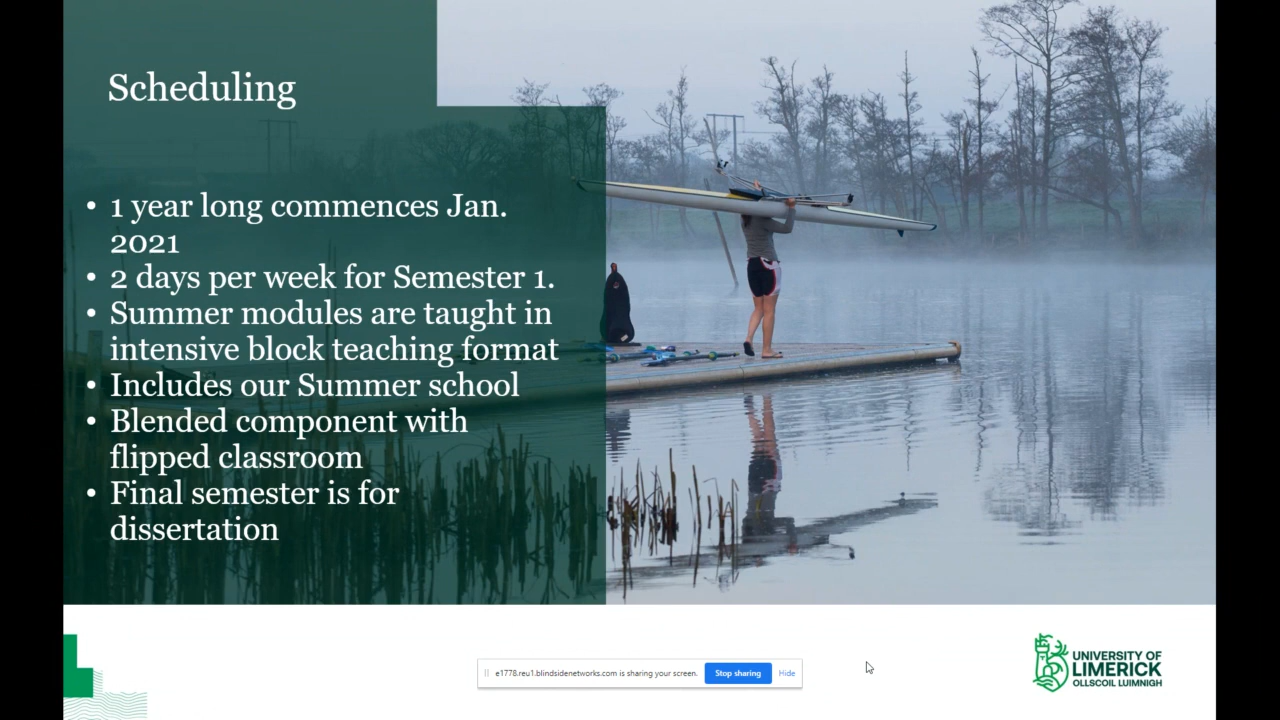 Scheduling
• 1 year long commences Jan.
2021
• 2 days per week for Semester 1.
• Summer modules are taught in
intensive block teaching format
• Includes our Summer school
• Blended component with
flipped classroom
• Final semester is for
dissertation
e1778.reu1.blindsidenetworks.com is sharing your screen. Stop sharing Hide
UNIVERSITY OF
LIMERICK
OLLSCOIL LUIMNIGH